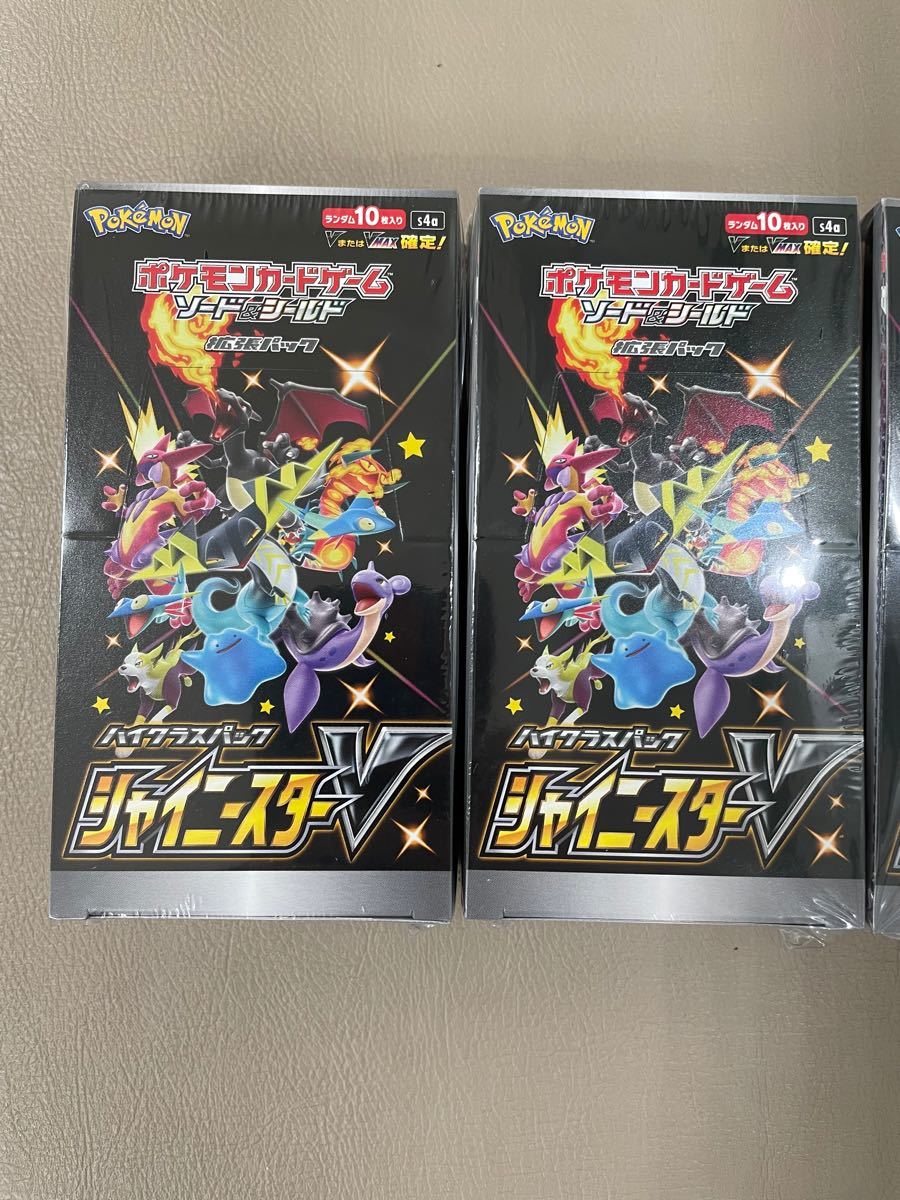 POKéMON
ランダム10枚入り s4a
VまたはVMAX確定!
ポケモンカードゲーム
ソード&シールド
拡張パック
ハイクラスパック
シャイニースターV
POKéMON
ランダム10枚入り s4a
VまたはVMAX確定!
ポケモンカードゲーム
ソード&シールド
拡張パック
ハイクラスパック
シャイニースターV